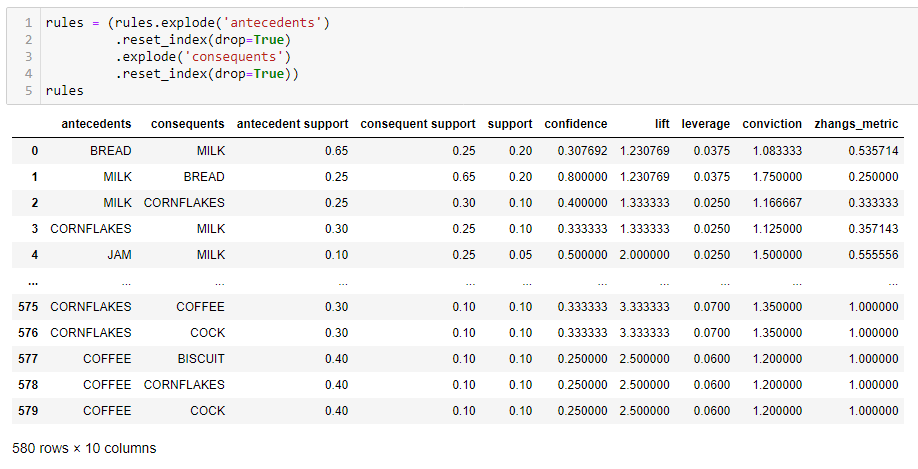 1 rules = (rules.explode('antecedents')
2 .reset_index(drop=True)
3 .explode('consequents')
4 .reset_index(drop=True))
5 rules
antecedents consequents antecedent support consequent support support confidence lift leverage conviction zhangs_metric
0 BREAD MILK 0.65 0.25 0.20 0.307692 1.230769 0.0375 1.083333 0.535714
1 MILK BREAD 0.25 0.65 0.20 0.800000 1.230769 0.0375 1.750000 0.250000
2 MILK CORNFLAKES 0.25 0.30 0.10 0.400000 1.333333 0.0250 1.166667 0.333333
3 CORNFLAKES MILK 0.30 0.25 0.10 0.333333 1.333333 0.0250 1.125000 0.357143
4 JAM MILK 0.10 0.25 0.05 0.500000 2.000000 0.0250 1.500000 0.555556
... ... ... ... ... ... ... ... ... ... ...
575 CORNFLAKES COFFEE 0.30 0.10 0.10 0.333333 3.333333 0.0700 1.350000 1.000000
576 CORNFLAKES COCK 0.30 0.10 0.10 0.333333 3.333333 0.0700 1.350000 1.000000
577 COFFEE BISCUIT 0.40 0.10 0.10 0.250000 2.500000 0.0600 1.200000 1.000000
578 COFFEE CORNFLAKES 0.40 0.10 0.10 0.250000 2.500000 0.0600 1.200000 1.000000
579 COFFEE COCK 0.40 0.10 0.10 0.250000 2.500000 0.0600 1.200000 1.000000
580 rows × 10 columns